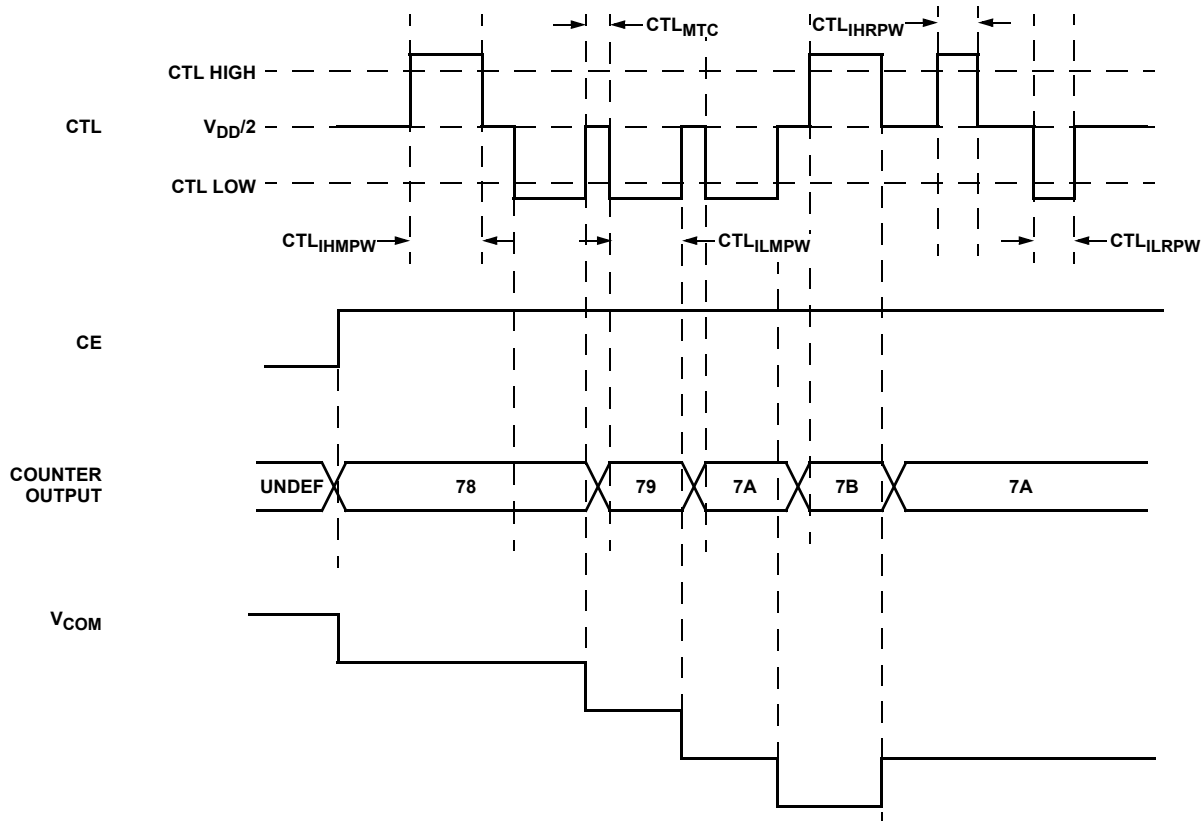 CTL_MTC
CTL_IHRPW
CTL HIGH
CTL
V_DD/2
CTL LOW
CTL_IHMPW
CTL_ILMPW
CTL_ILRPW
CE
COUNTER
OUTPUT
UNDEF
78
79
7A
7B
7A
V_COM